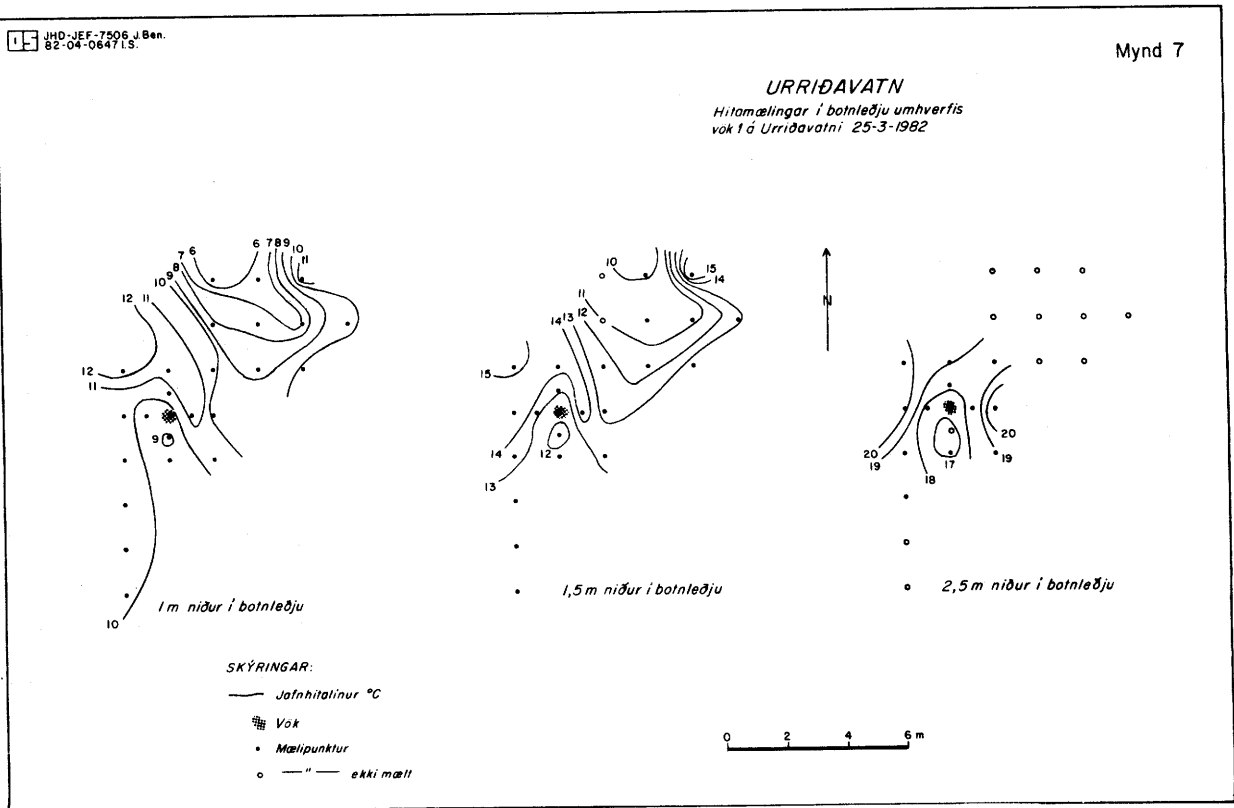 JHD-JEF-7506 J.Ben.
82-04-0647 I.S.
Mynd 7
URRIÐAVATN
Hitamælingar í botnleðju umhverfis
vök 1 á Urriðavatni 25-3-1982
7 6 6 7 8 9 10 11
8
9
10
12 11
12
11
9
10
1 m niður í botnleðju
10
11
15
14
14 13 12
15
14
12
13
1,5 m niður í botnleðju
N
20
19
18
17
20
19
2,5 m niður í botnleðju
SKÝRINGAR:
Jafnhitalínur °C
Vök
Mælipunktur
— " — ekki mælt
0 2 4 6 m